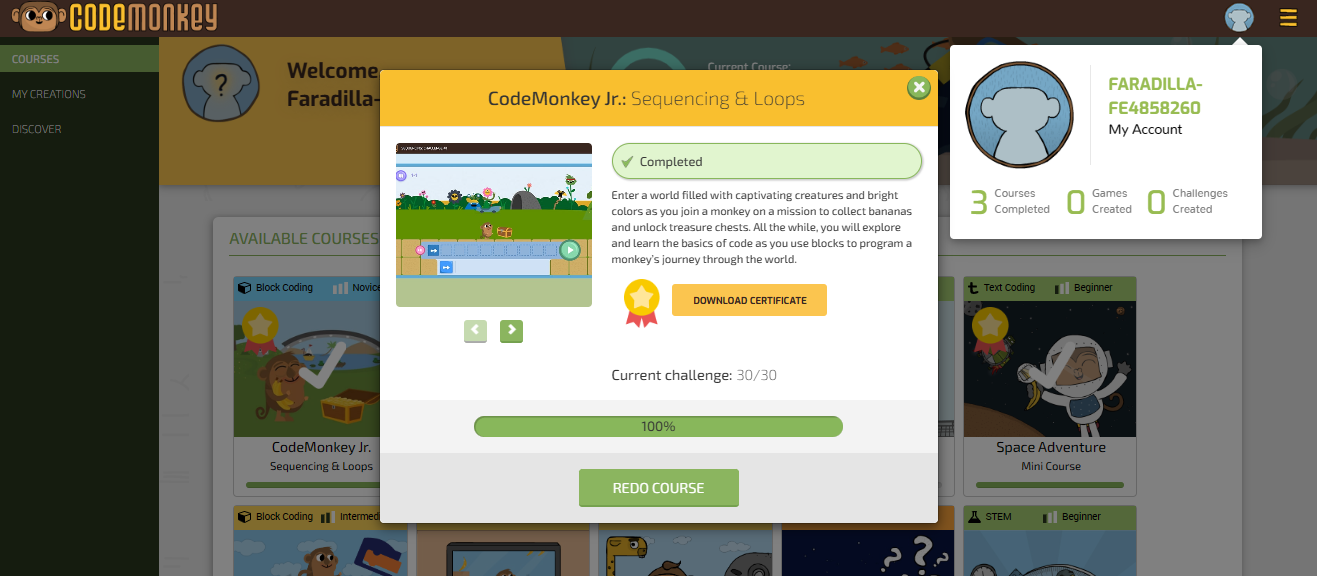 CODEMONKEY
COURSES
MY CREATIONS
DISCOVER
Welcome
Faradilla-
Current Course:
FARADILLA-
FE4858260
My Account
3 Courses Completed
0 Games Created
0 Challenges Created
CodeMonkey Jr.: Sequencing & Loops
Completed
Enter a world filled with captivating creatures and bright
colors as you join a monkey on a mission to collect bananas
and unlock treasure chests. All the while, you will explore
and learn the basics of code as you use blocks to program a
monkey's journey through the world.
DOWNLOAD CERTIFICATE
Current challenge: 30/30
100%
REDO COURSE
AVAILABLE COURSES
Block Coding Novice
CodeMonkey Jr.
Sequencing & Loops
Text Coding Beginner
Space Adventure
Mini Course
Block Coding Intermed
STEM Beginner